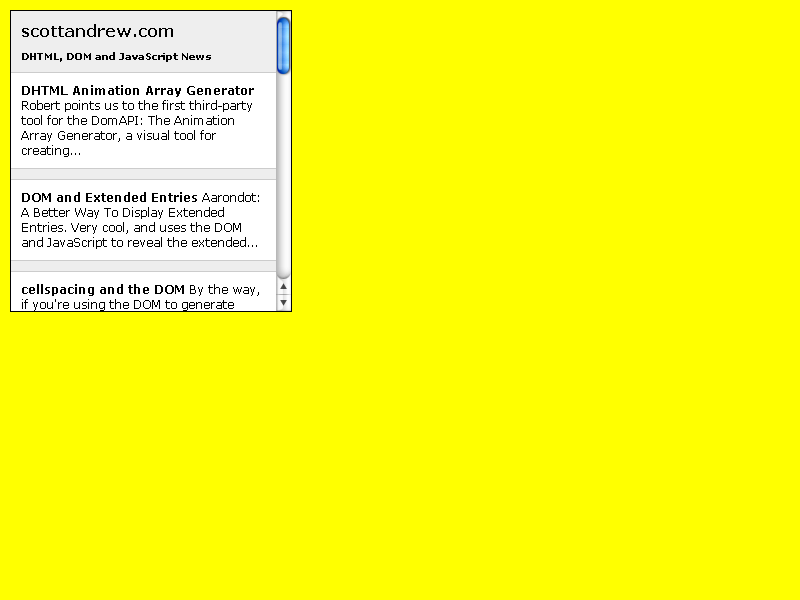 scottandrew.com
DHTML, DOM and JavaScript News
DHTML Animation Array Generator
Robert points us to the first third-party
tool for the DomAPI: The Animation
Array Generator, a visual tool for
creating...
DOM and Extended Entries Aarondot:
A Better Way To Display Extended
Entries. Very cool, and uses the DOM
and JavaScript to reveal the extended...
cellspacing and the DOM By the way,
if you're using the DOM to generate